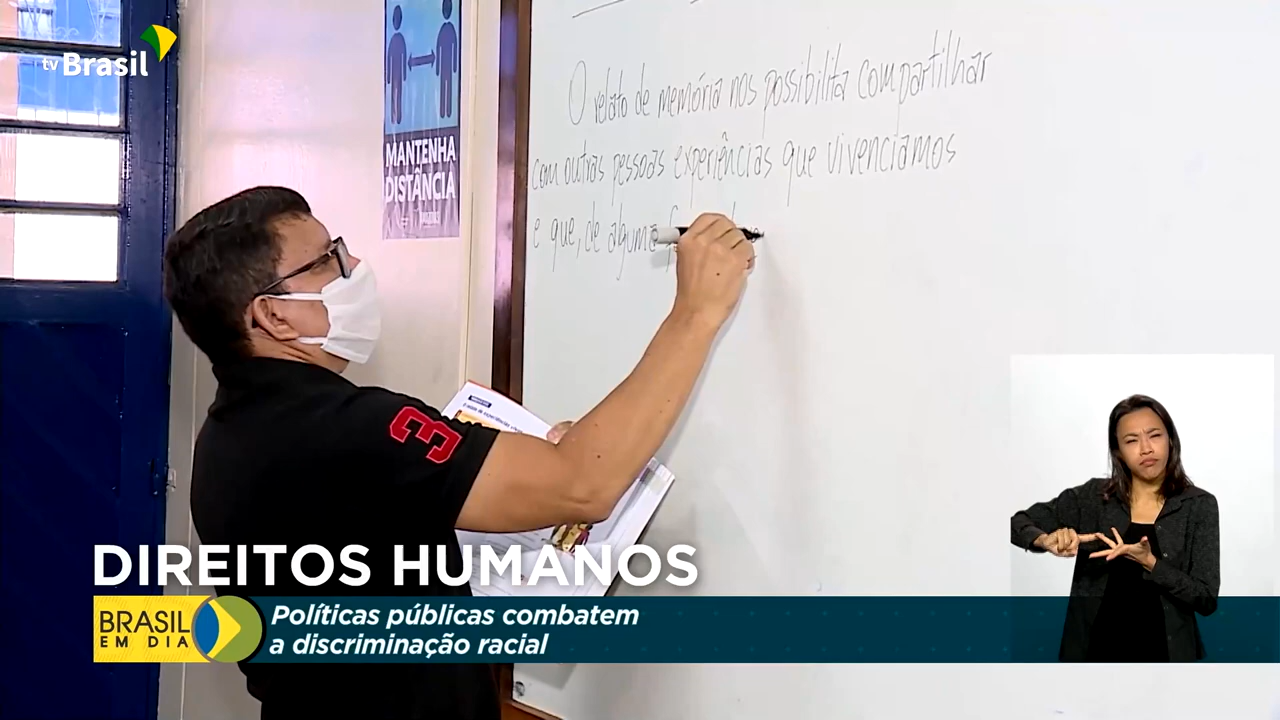 tv Brasil
MANTENHA
DISTÂNCIA
O relato de memória nos possibilita compartilhar
com outras pessoas experiências que vivenciamos
e que, de alguma
3
DIREITOS HUMANOS
BRASIL
EM DIA
Políticas públicas combatem
a discriminação racial